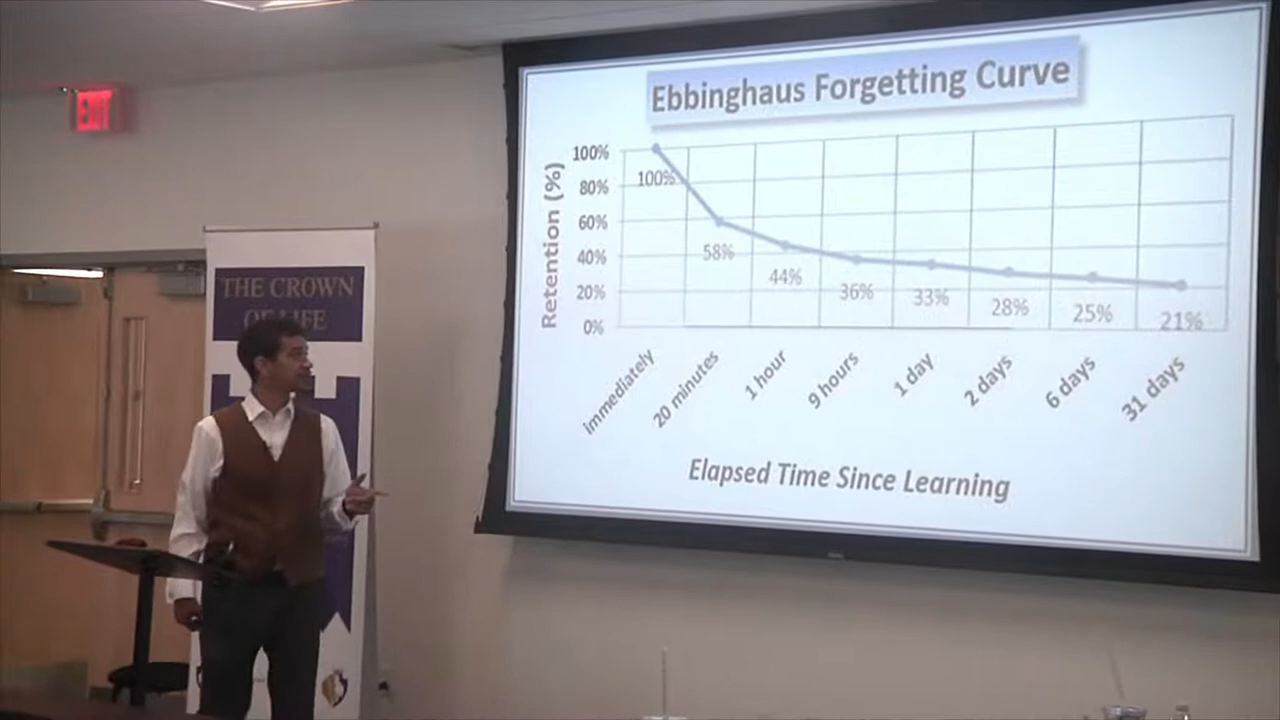 EXIT
THE CROWN
OF LIFE
Ebbinghaus Forgetting Curve
Retention (%)
100%
80%
60%
40%
20%
0%
100%
58%
44%
36%
33%
28%
25%
21%
immediately
20 minutes
1 hour
9 hours
1 day
2 days
6 days
31 days
Elapsed Time Since Learning